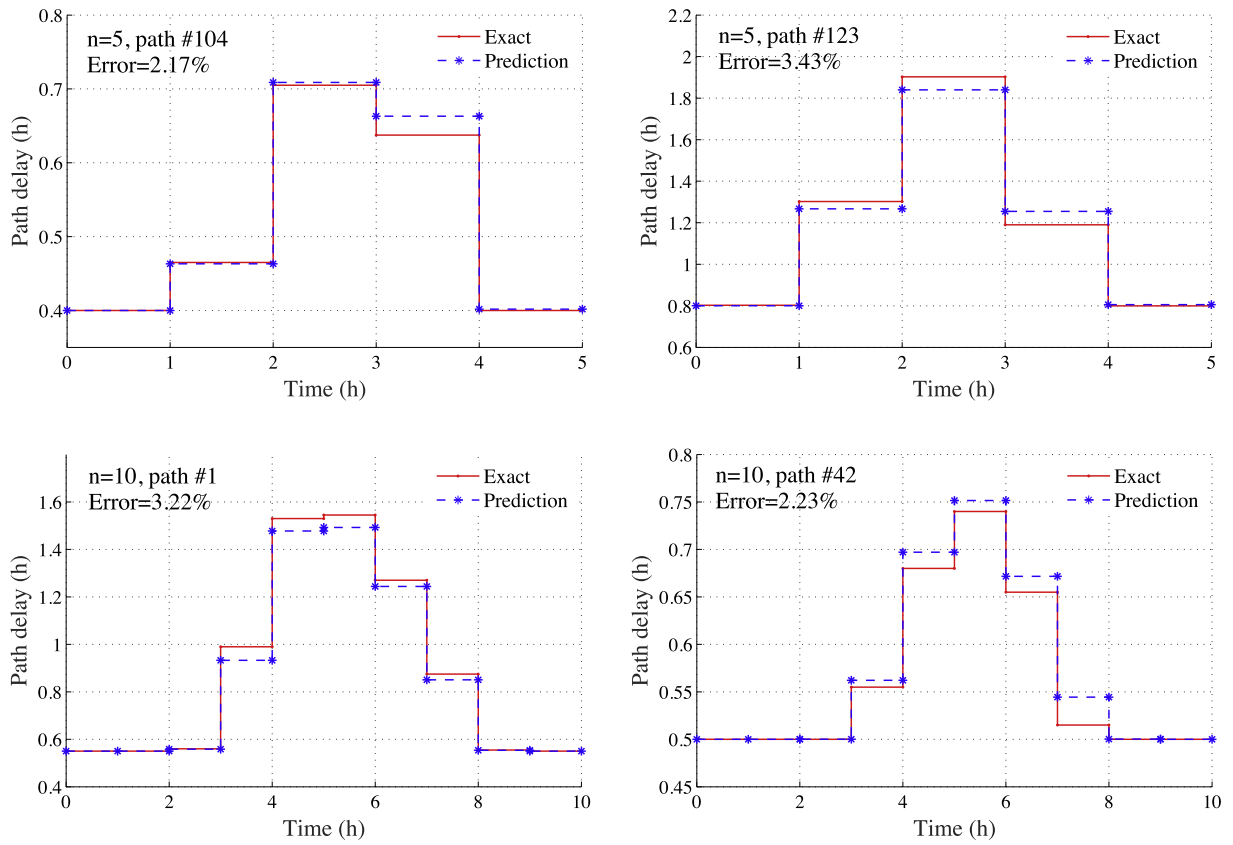 n=5, path #104
Error=2.17%
Exact
Prediction
0.8
0.7
0.6
0.5
0.4
Path delay (h)
0 1 2 3 4 5
Time (h)
n=5, path #123
Error=3.43%
Exact
Prediction
2.2
2
1.8
1.6
1.4
1.2
1
0.8
0.6
Path delay (h)
0 1 2 3 4 5
Time (h)
n=10, path #1
Error=3.22%
Exact
Prediction
1.6
1.4
1.2
1
0.8
0.6
0.4
Path delay (h)
0 2 4 6 8 10
Time (h)
n=10, path #42
Error=2.23%
Exact
Prediction
0.8
0.75
0.7
0.65
0.6
0.55
0.5
0.45
Path delay (h)
0 2 4 6 8 10
Time (h)